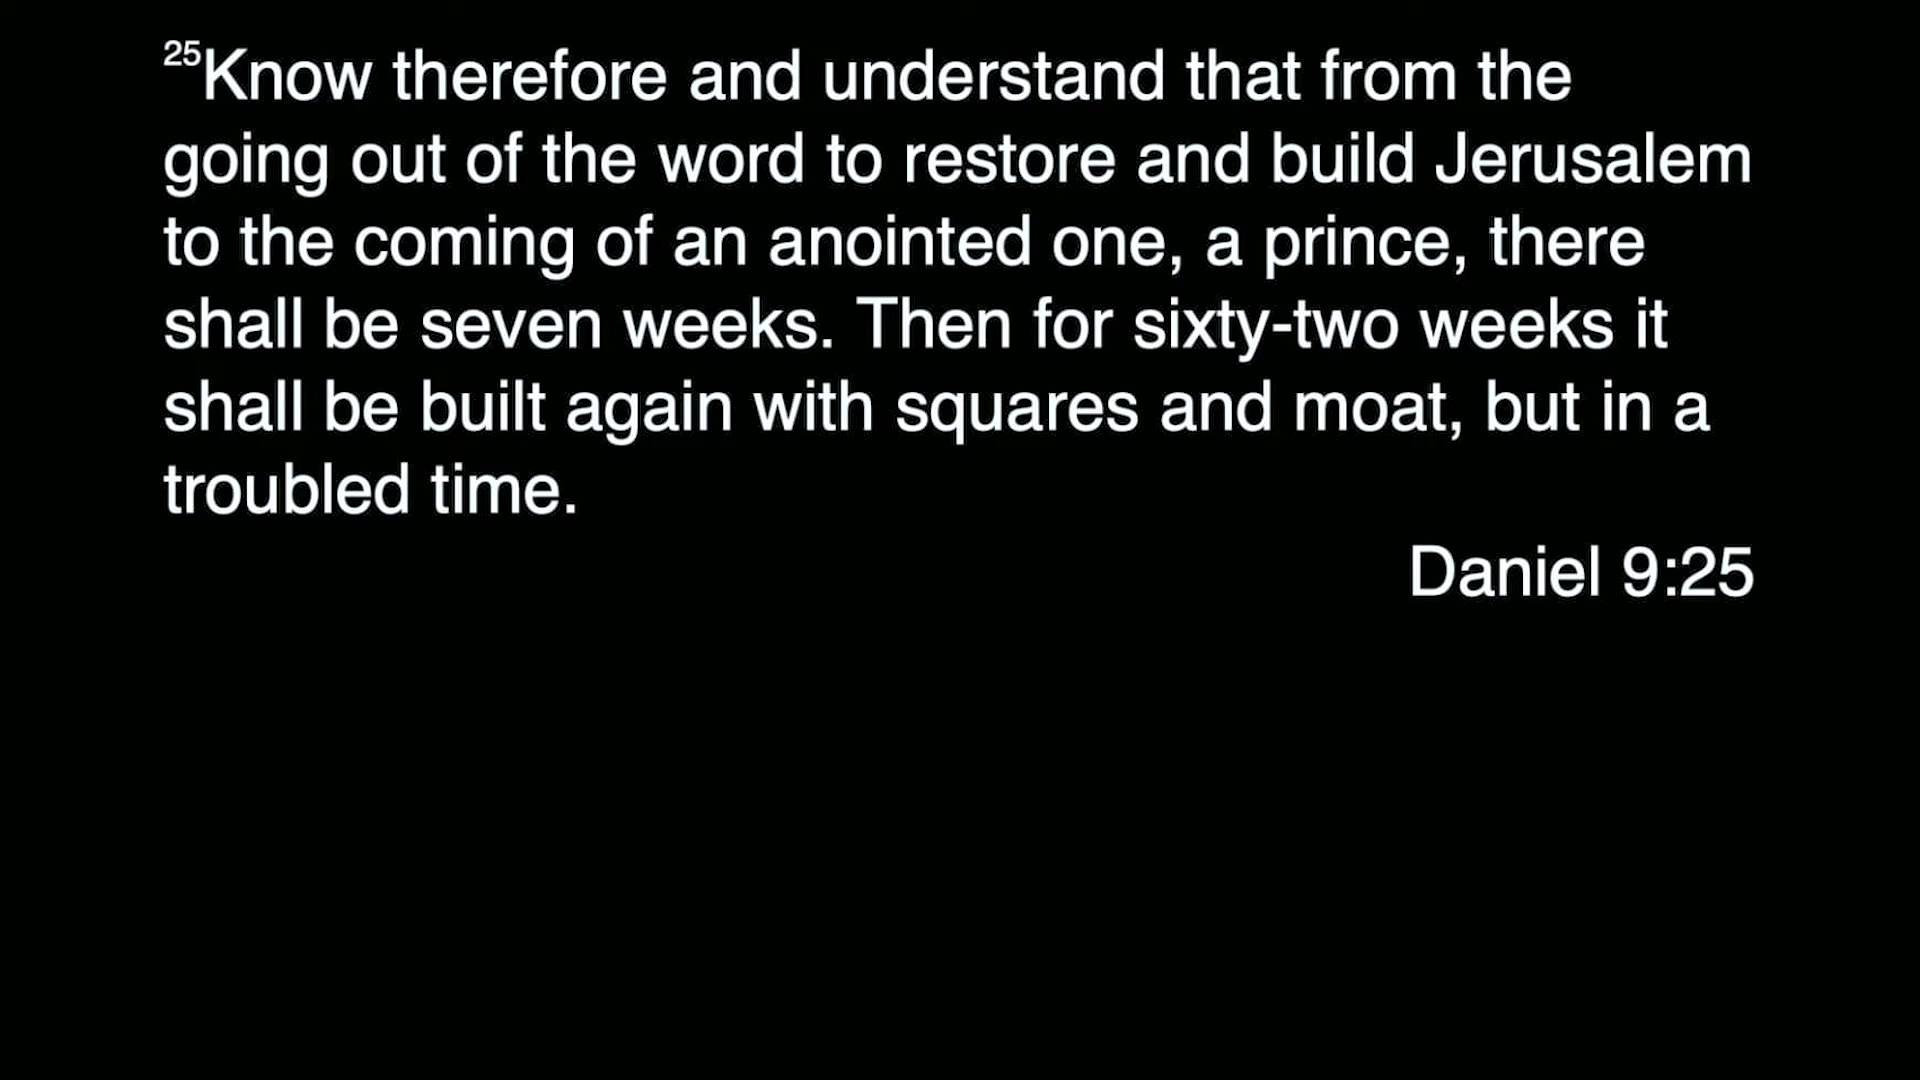 25Know therefore and understand that from the
going out of the word to restore and build Jerusalem
to the coming of an anointed one, a prince, there
shall be seven weeks. Then for sixty-two weeks it
shall be built again with squares and moat, but in a
troubled time.
Daniel 9:25